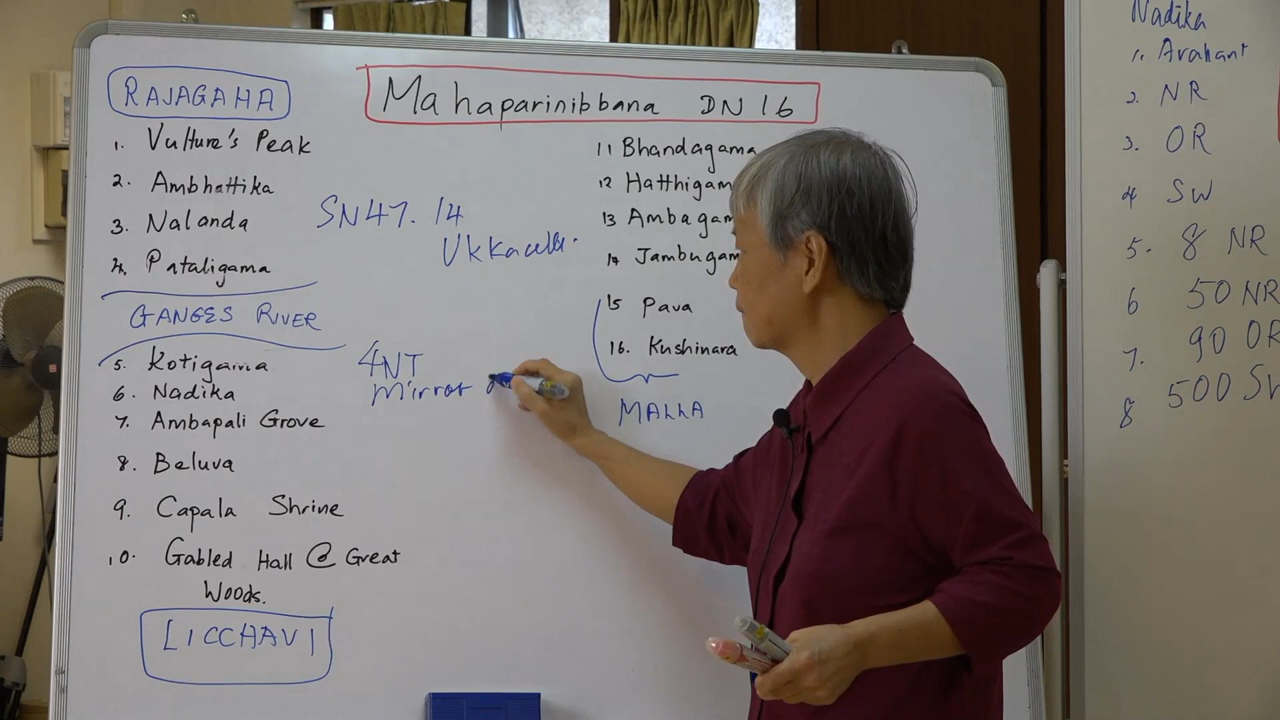 RAJAGAHA
Mahaparinibbana DN 16
1. Vulture's Peak
2. Ambhattika
3. Nalanda
4. Pataligama
GANGES RIVER
5. Kotigama
6. Nadika
7. Ambapali Grove
8. Beluva
9. Capala Shrine
10. Gabled Hall @ Great
Woods.
LICCHAVI
SN47.14
4NT
Mirror
11 Bhandagama
12 Hatthigam
13 Ambagam
14 Jambugam
15 Pava
16. Kushinara
MALLA
Nadika
1. Arahant
2. NR
3. OR
4 SW
5. 8 NR
6 50 NR
7. 90 OR
8 500